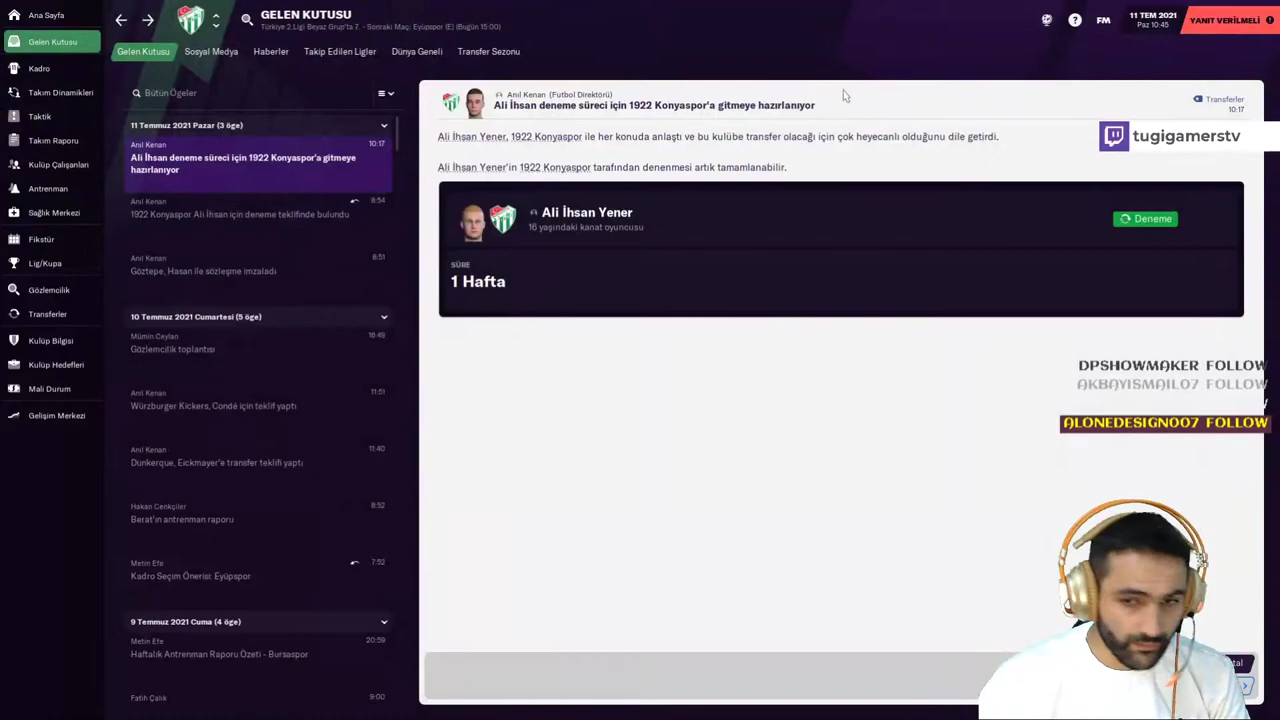 Ana Sayfa
Gelen Kutusu
Kadro
Takım Dinamikleri
Taktik
Takım Raporu
Kulüp Çalışanları
Antrenman
Sağlık Merkezi
Fikstür
Lig/Kupa
Gözlemcilik
Transferler
Kulüp Bilgisi
Kulüp Hedefleri
Mali Durum
Gelişim Merkezi
GELEN KUTUSU
Türkiye 2.Ligi Beyaz Grup'ta 7. - Sonraki Maç: Eyüpspor (E) (Bugün 15:00)
FM
11 TEM 2021
Paz 10:45
YANIT VERİLMELİ
Gelen Kutusu
Sosyal Medya
Haberler
Takip Edilen Ligler
Dünya Geneli
Transfer Sezonu
Bütün Ögeler
11 Temmuz 2021 Pazar (3 öge)
Anıl Kenan
10:17
Ali İhsan deneme süreci için 1922 Konyaspor'a gitmeye
hazırlanıyor
Anıl Kenan
8:54
1922 Konyaspor Ali İhsan için deneme teklifinde bulundu
Anıl Kenan
8:51
Göztepe, Hasan ile sözleşme imzaladı
10 Temmuz 2021 Cumartesi (5 öge)
Mümin Ceylan
16:49
Gözlemcilik toplantısı
Anıl Kenan
11:51
Würzburger Kickers, Condé için teklif yaptı
Anıl Kenan
11:40
Dunkerque, Eickmayer'e transfer teklifi yaptı
Hakan Cenkçiler
8:52
Berat'ın antrenman raporu
Metin Efe
7:52
Kadro Seçim Önerisi: Eyüpspor
9 Temmuz 2021 Cuma (4 öge)
Metin Efe
20:59
Haftalık Antrenman Raporu Özeti - Bursaspor
Fatih Çalık
9:00
Anıl Kenan (Futbol Direktörü)
Ali İhsan deneme süreci için 1922 Konyaspor'a gitmeye hazırlanıyor
Transferler
10:17
Ali İhsan Yener, 1922 Konyaspor ile her konuda anlaştı ve bu kulübe transfer olacağı için çok heyecanlı olduğunu dile getirdi.
Ali İhsan Yener'in 1922 Konyaspor tarafından denenmesi artık tamamlanabilir.
Ali İhsan Yener
16 yaşındaki kanat oyuncusu
Deneme
SÜRE
1 Hafta
tugigamerstv
DPSHOWMAKER FOLLOW
AKBAYISMAIL07 FOLLOW
ALONEDESIGN007 FOLLOW